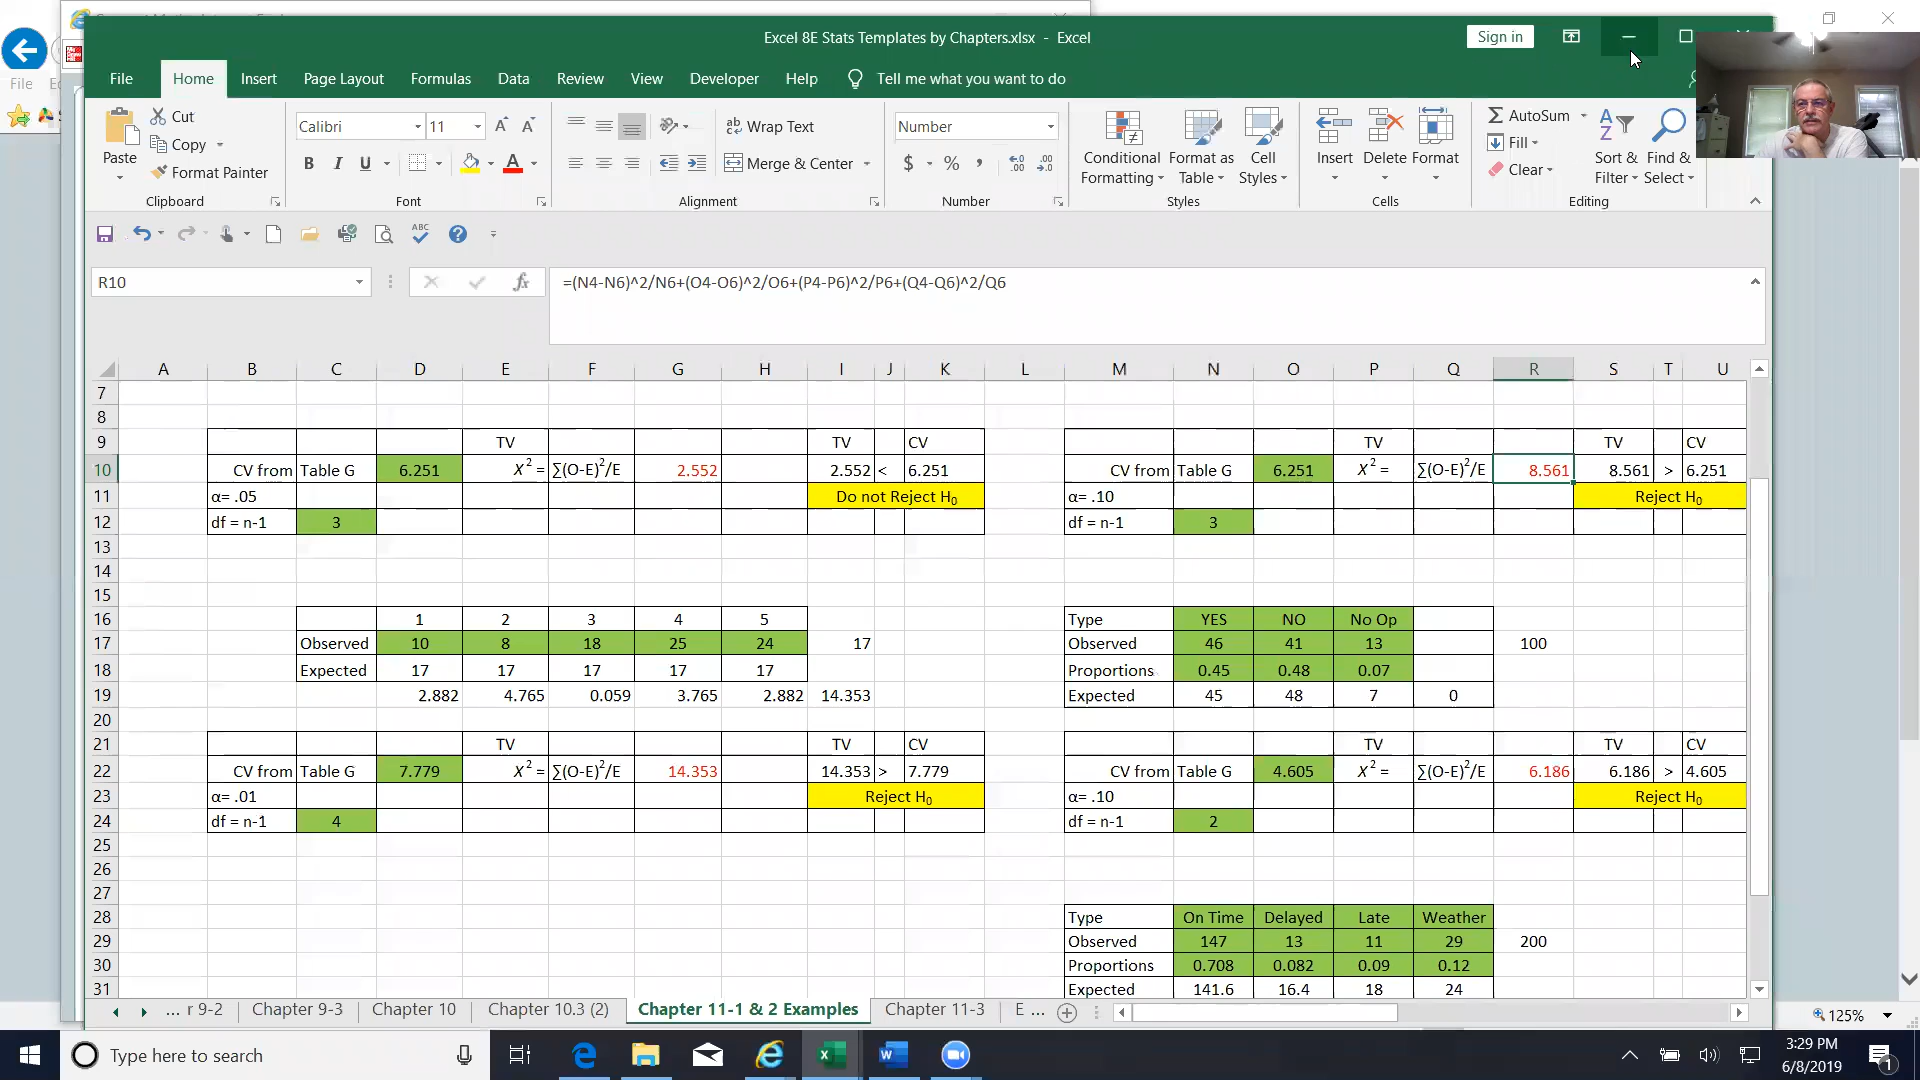 Excel 8E Stats Templates by Chapters.xlsx - Excel
Sign in
File Home Insert Page Layout Formulas Data Review View Developer Help Tell me what you want to do
File
Cut
Copy
Format Painter
Paste
Clipboard
Calibri 11
B I U
Font
Wrap Text
Merge & Center
Alignment
Number
$ % ,
Number
Conditional Formatting
Format as Table
Cell Styles
Styles
Insert Delete Format
Cells
AutoSum
Fill
Clear
Sort & Filter
Find & Select
Editing
R10 fx =(N4-N6)^2/N6+(O4-O6)^2/O6+(P4-P6)^2/P6+(Q4-Q6)^2/Q6
A B C D E F G H I J K L M N O P Q R S T U
7
8
9 TV TV CV TV TV CV
10 CV from Table G 6.251 X² = ∑(O-E)²/E 2.552 2.552 < 6.251 CV from Table G 6.251 X² = ∑(O-E)²/E 8.561 8.561 > 6.251
11 α= .05 Do not Reject H₀ α= .10 Reject H₀
12 df = n-1 3 df = n-1 3
13
14
15
16 1 2 3 4 5 Type YES NO No Op
17 Observed 10 8 18 25 24 17 Observed 46 41 13 100
18 Expected 17 17 17 17 17 Proportions 0.45 0.48 0.07
19 2.882 4.765 0.059 3.765 2.882 14.353 Expected 45 48 7 0
20
21 TV TV CV TV TV CV
22 CV from Table G 7.779 X² = ∑(O-E)²/E 14.353 14.353 > 7.779 CV from Table G 4.605 X² = ∑(O-E)²/E 6.186 6.186 > 4.605
23 α= .01 Reject H₀ α= .10 Reject H₀
24 df = n-1 4 df = n-1 2
25
26
27
28 Type On Time Delayed Late Weather
29 Observed 147 13 11 29 200
30 Proportions 0.708 0.082 0.09 0.12
31 Expected 141.6 16.4 18 24
... r 9-2 Chapter 9-3 Chapter 10 Chapter 10.3 (2) Chapter 11-1 & 2 Examples Chapter 11-3 E ...
125%
Type here to search
3:29 PM
6/8/2019
1